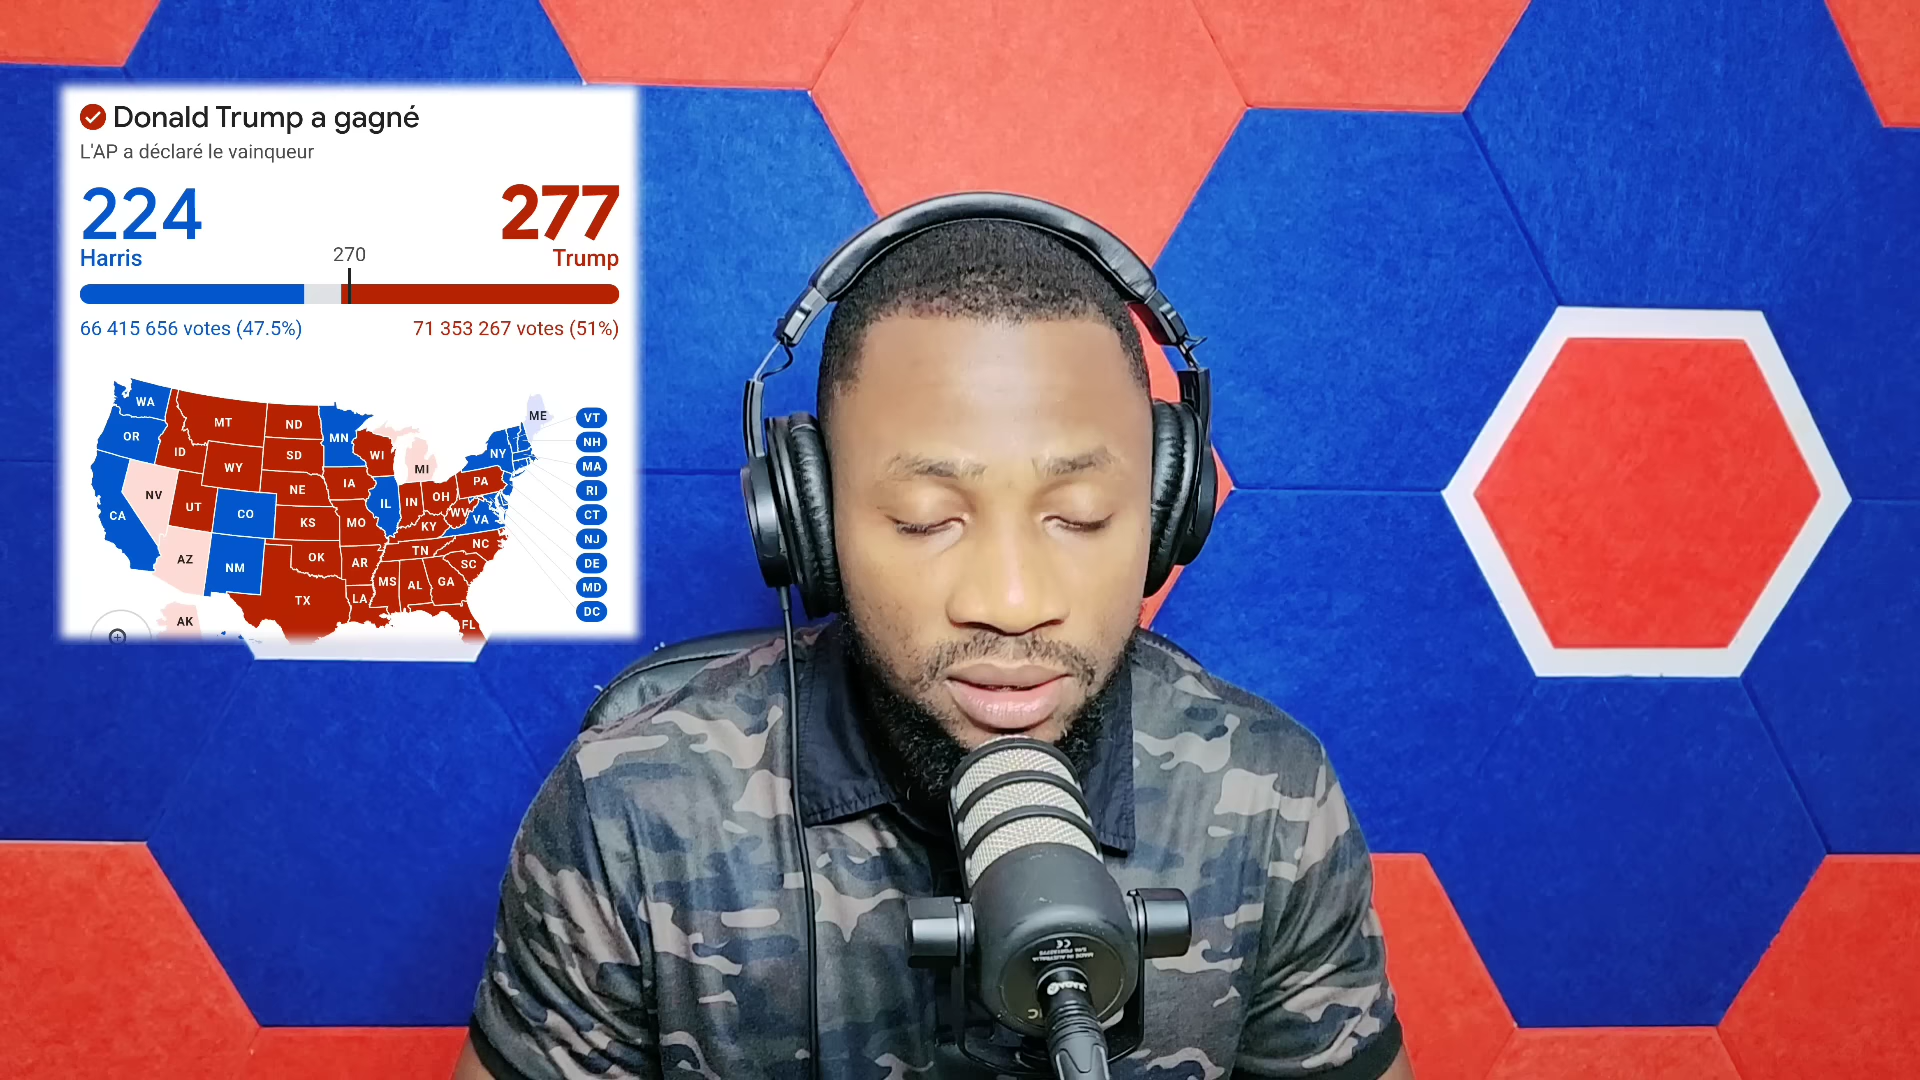 Donald Trump a gagné
L'AP a déclaré le vainqueur
224
277
Harris
270
Trump
66 415 656 votes (47.5%)
71 353 267 votes (51%)
WA
MT
ND
ME
VT
OR
MN
NH
ID
SD
WI
NY
MA
WY
MI
NV
NE
IA
PA
RI
UT
CO
IL
IN
OH
CA
KS
MO
WV
VA
CT
KY
NJ
AZ
OK
TN
NC
NM
AR
SC
DE
TX
MS
AL
GA
MD
LA
AK
FL
DC
MADE IN AUSTRALIA